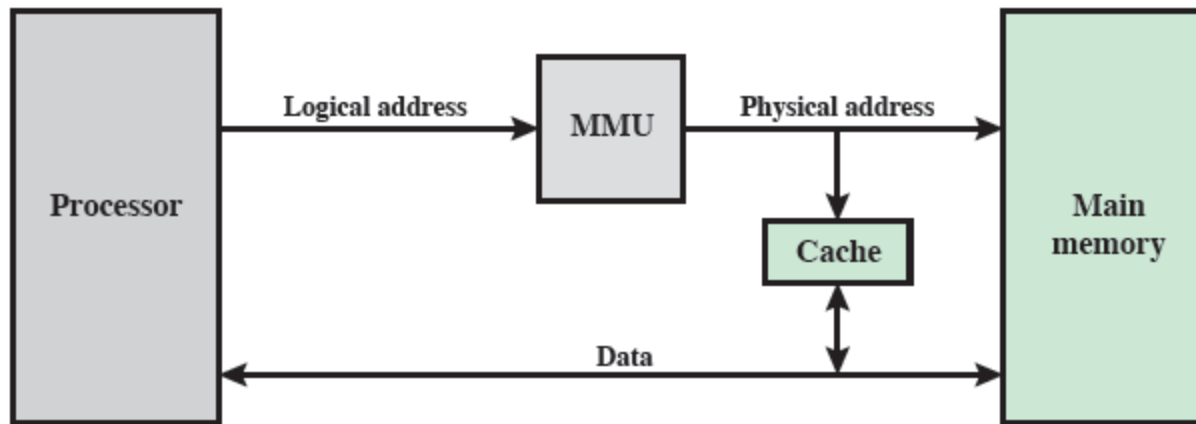 Logical address
MMU
Physical address
Processor
Main
memory
Cache
Data